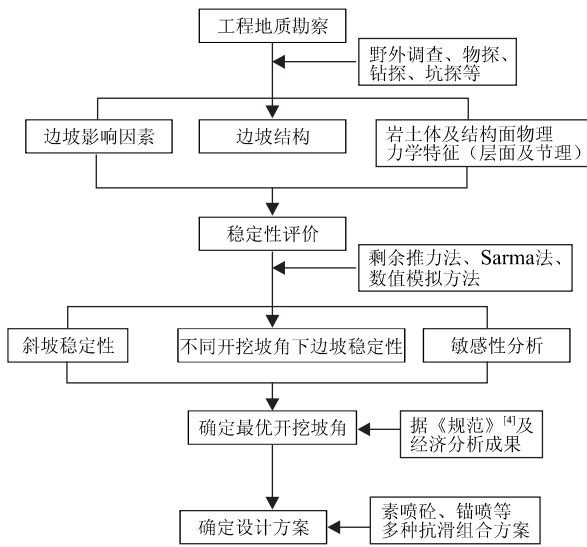 工程地质勘察
野外调查、物探、
钻探、坑探等
边坡影响因素
边坡结构
岩土体及结构面物理
力学特征（层面及节理）
稳定性评价
剩余推力法、Sarma法、
数值模拟方法
斜坡稳定性
不同开挖坡角下边坡稳定性
敏感性分析
确定最优开挖坡角
据《规范》[4]及
经济分析成果
确定设计方案
素喷砼、锚喷等
多种抗滑组合方案